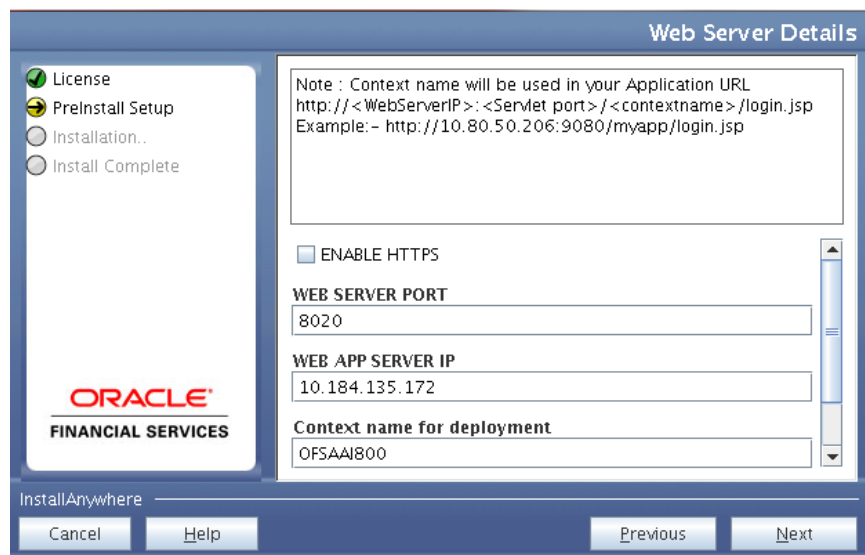 Web Server Details
License
PreInstall Setup
Installation..
Install Complete
ORACLE®
FINANCIAL SERVICES
Note : Context name will be used in your Application URL
http://<WebServerIP>:<Servlet port>/<contextname>/login.jsp
Example:- http://10.80.50.206:9080/myapp/login.jsp
ENABLE HTTPS
WEB SERVER PORT
8020
WEB APP SERVER IP
10.184.135.172
Context name for deployment
OFSAAI800
InstallAnywhere
Cancel
Help
Previous
Next